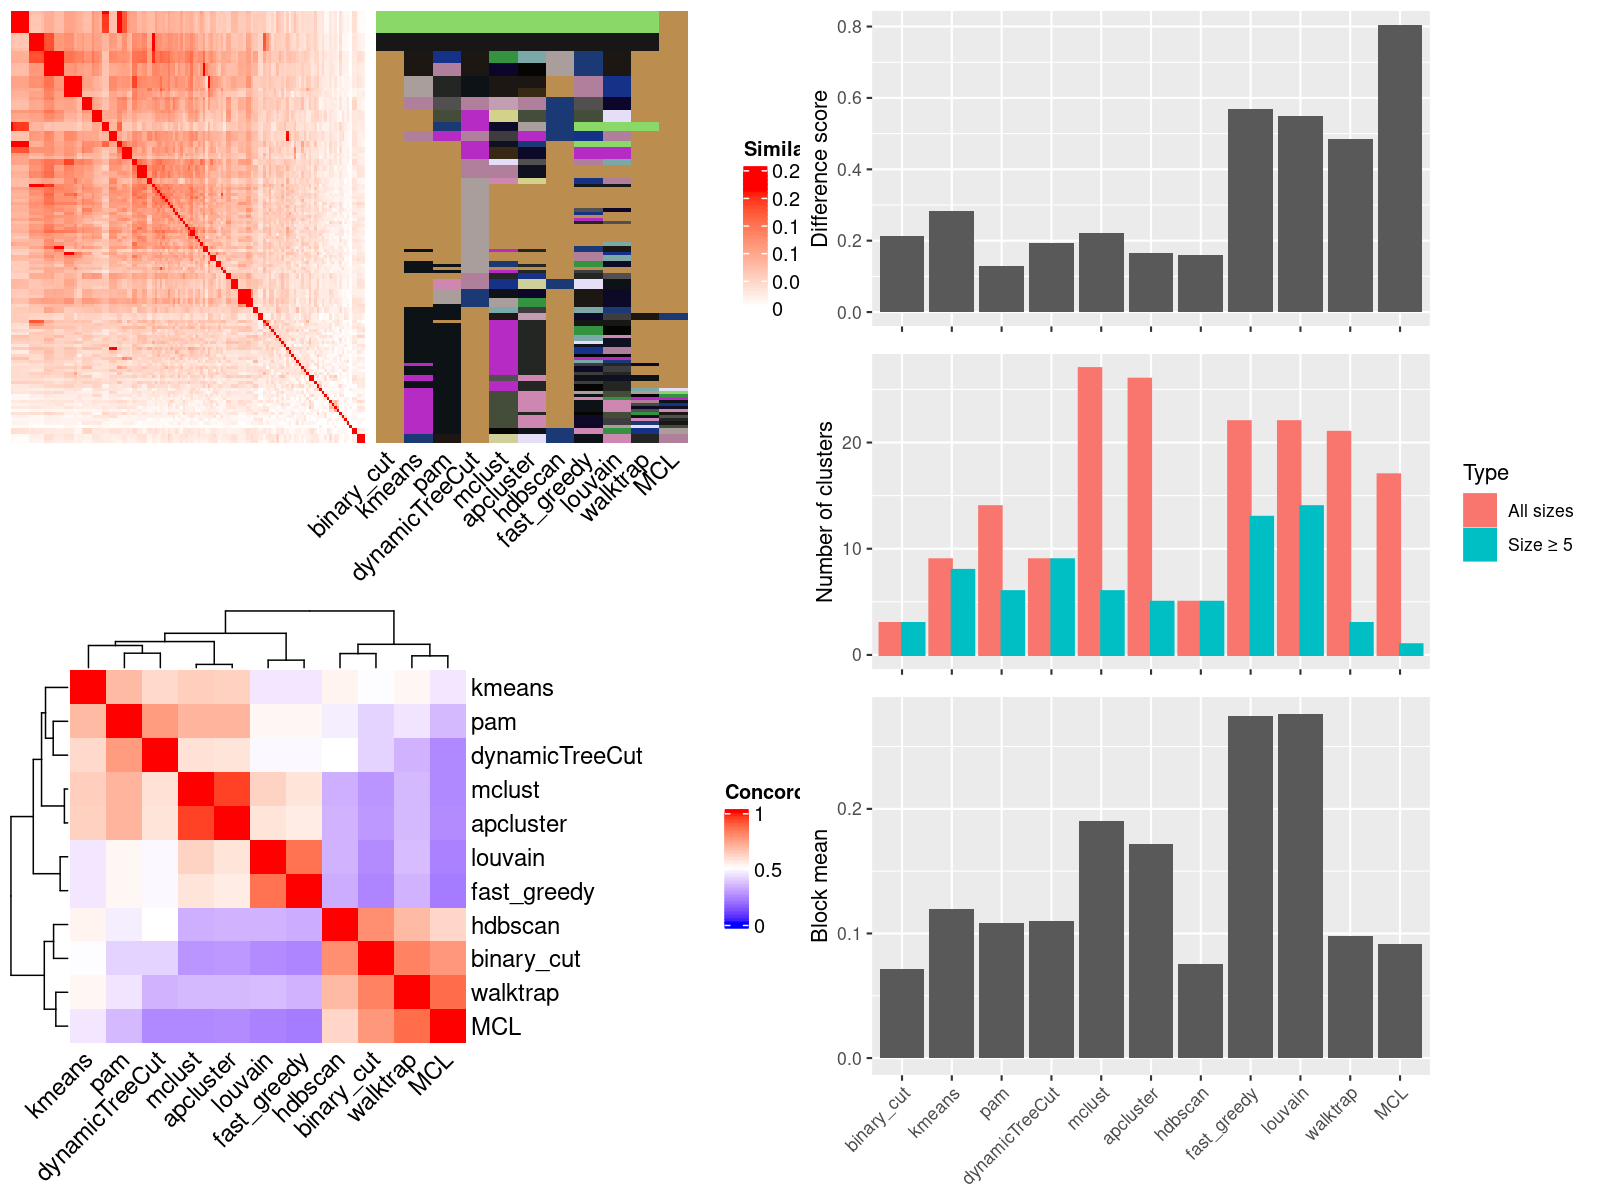 Simila
0.2
0.2
0.1
0.1
0.0
0
binary_cut
kmeans
pam
dynamicTreeCut
mclust
apcluster
hdbscan
fast_greedy
louvain
walktrap
MCL
kmeans
pam
dynamicTreeCut
mclust
apcluster
louvain
fast_greedy
hdbscan
binary_cut
walktrap
MCL
kmeans
pam
dynamicTreeCut
mclust
apcluster
louvain
fast_greedy
hdbscan
binary_cut
walktrap
MCL
Concord
1
0.5
0
Difference score
0.8
0.6
0.4
0.2
0.0
Number of clusters
20
10
0
Type
All sizes
Size ≥ 5
Block mean
0.2
0.1
0.0
binary_cut
kmeans
pam
dynamicTreeCut
mclust
apcluster
hdbscan
fast_greedy
louvain
walktrap
MCL